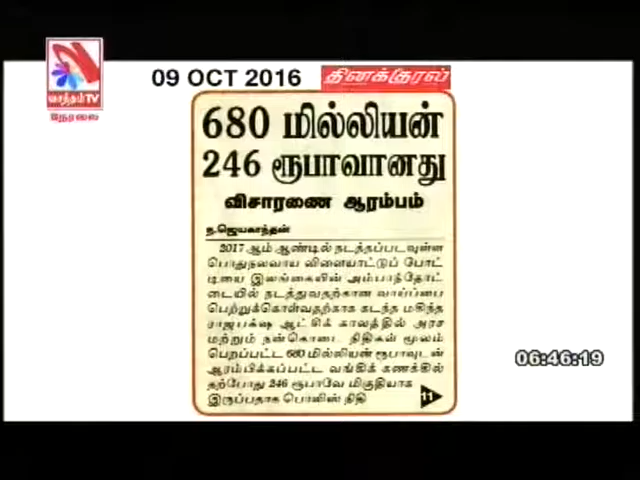 வசந்தம்TV
நேரலை
09 OCT 2016
தினக்குரல்
680 மில்லியன்
246 ரூபாவானது
விசாரணை ஆரம்பம்
ந.ஜெயகாந்தன்
2017 ஆம் ஆண்டில் நடத்தப்படவுள்ள
பொதுநலவாய விளையாட்டுப் போட்
டியை இலங்கையின் அம்பாந்தோட்
டையில் நடத்துவதற்கான வாய்ப்பை
பெற்றுக்கொள்வதற்காக கடந்த மகிந்த
ராஜபக்ஷ ஆட்சிக் காலத்தில் அரச
மற்றும் நன்கொடை நிதிகள் மூலம்
பெறப்பட்ட 680 மில்லியன் ரூபாவுடன்
ஆரம்பிக்கப்பட்ட வங்கிக் கணக்கில்
தற்போது 246 ரூபாவே மிகுதியாக
இருப்பதாக பொலிஸ் நிதி
11
06:46:19